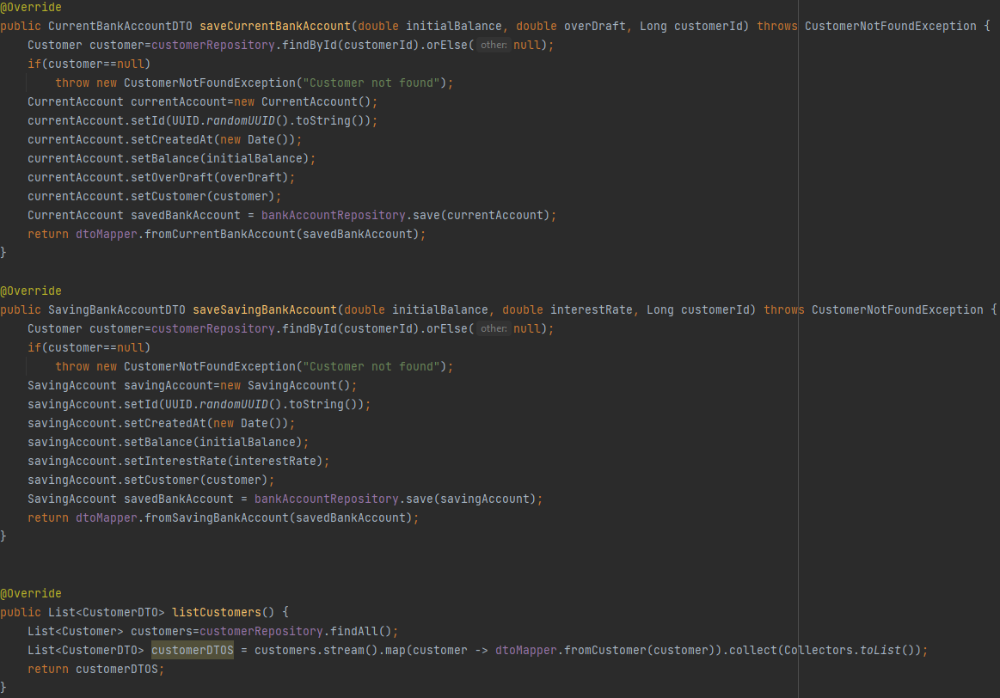 @Override
public CurrentBankAccountDTO saveCurrentBankAccount(double initialBalance, double overDraft, Long customerId) throws CustomerNotFoundException {
    Customer customer=customerRepository.findById(customerId).orElse( other: null);
    if(customer==null)
        throw new CustomerNotFoundException("Customer not found");
    CurrentAccount currentAccount=new CurrentAccount();
    currentAccount.setId(UUID.randomUUID().toString());
    currentAccount.setCreatedAt(new Date());
    currentAccount.setBalance(initialBalance);
    currentAccount.setOverDraft(overDraft);
    currentAccount.setCustomer(customer);
    CurrentAccount savedBankAccount = bankAccountRepository.save(currentAccount);
    return dtoMapper.fromCurrentBankAccount(savedBankAccount);
}
@Override
public SavingBankAccountDTO saveSavingBankAccount(double initialBalance, double interestRate, Long customerId) throws CustomerNotFoundException {
    Customer customer=customerRepository.findById(customerId).orElse( other: null);
    if(customer==null)
        throw new CustomerNotFoundException("Customer not found");
    SavingAccount savingAccount=new SavingAccount();
    savingAccount.setId(UUID.randomUUID().toString());
    savingAccount.setCreatedAt(new Date());
    savingAccount.setBalance(initialBalance);
    savingAccount.setInterestRate(interestRate);
    savingAccount.setCustomer(customer);
    SavingAccount savedBankAccount = bankAccountRepository.save(savingAccount);
    return dtoMapper.fromSavingBankAccount(savedBankAccount);
}
@Override
public List<CustomerDTO> listCustomers() {
    List<Customer> customers=customerRepository.findAll();
    List<CustomerDTO> customerDTOS = customers.stream().map(customer -> dtoMapper.fromCustomer(customer)).collect(Collectors.toList());
    return customerDTOS;
}